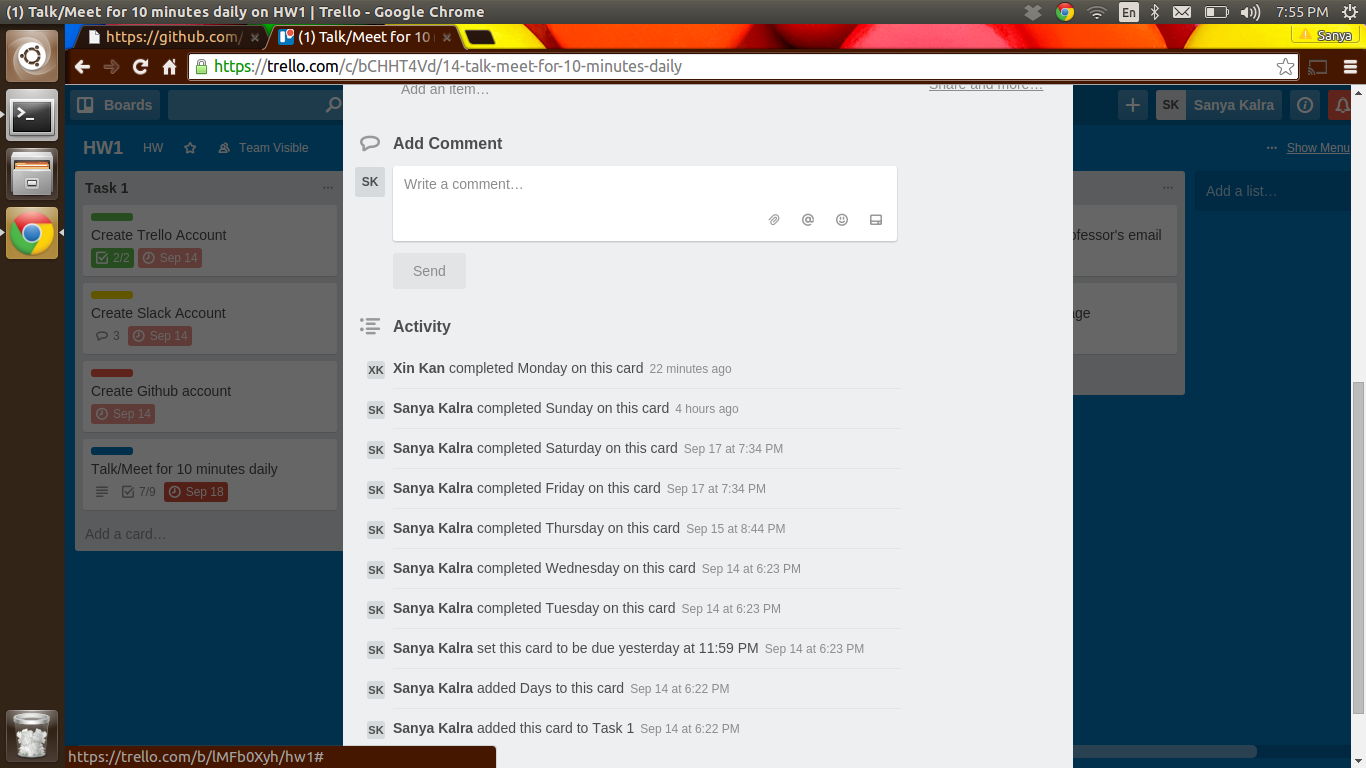 (1) Talk/Meet for 10 minutes daily on HW1 | Trello - Google Chrome
En
7:55 PM
https://github.com/
(1) Talk/Meet for 10
Sanya
https://trello.com/c/bCHHT4Vd/14-talk-meet-for-10-minutes-daily
Boards
SK Sanya Kalra
HW1 HW Team Visible
... Show Menu
Add an item…
Share and more…
Task 1 ...
Create Trello Account
2/2 Sep 14
Create Slack Account
3 Sep 14
Create Github account
Sep 14
Talk/Meet for 10 minutes daily
7/9 Sep 18
Add a card…
Add Comment
SK
Write a comment…
Send
Activity
XK Xin Kan completed Monday on this card 22 minutes ago
SK Sanya Kalra completed Sunday on this card 4 hours ago
SK Sanya Kalra completed Saturday on this card Sep 17 at 7:34 PM
SK Sanya Kalra completed Friday on this card Sep 17 at 7:34 PM
SK Sanya Kalra completed Thursday on this card Sep 15 at 8:44 PM
SK Sanya Kalra completed Wednesday on this card Sep 14 at 6:23 PM
SK Sanya Kalra completed Tuesday on this card Sep 14 at 6:23 PM
SK Sanya Kalra set this card to be due yesterday at 11:59 PM Sep 14 at 6:23 PM
SK Sanya Kalra added Days to this card Sep 14 at 6:22 PM
SK Sanya Kalra added this card to Task 1 Sep 14 at 6:22 PM
...
ofessor's email
age
Add a list…
https://trello.com/b/lMFb0Xyh/hw1#